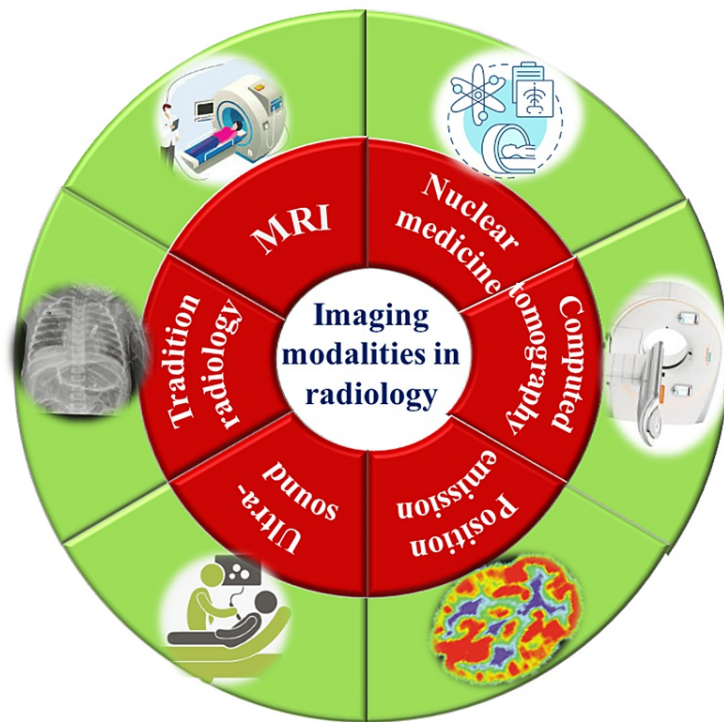 Imaging
modalities in
radiology
MRI
Nuclear
medicine
Computed
tomography
Position
emission
Ultra-
sound
Tradition
radiology